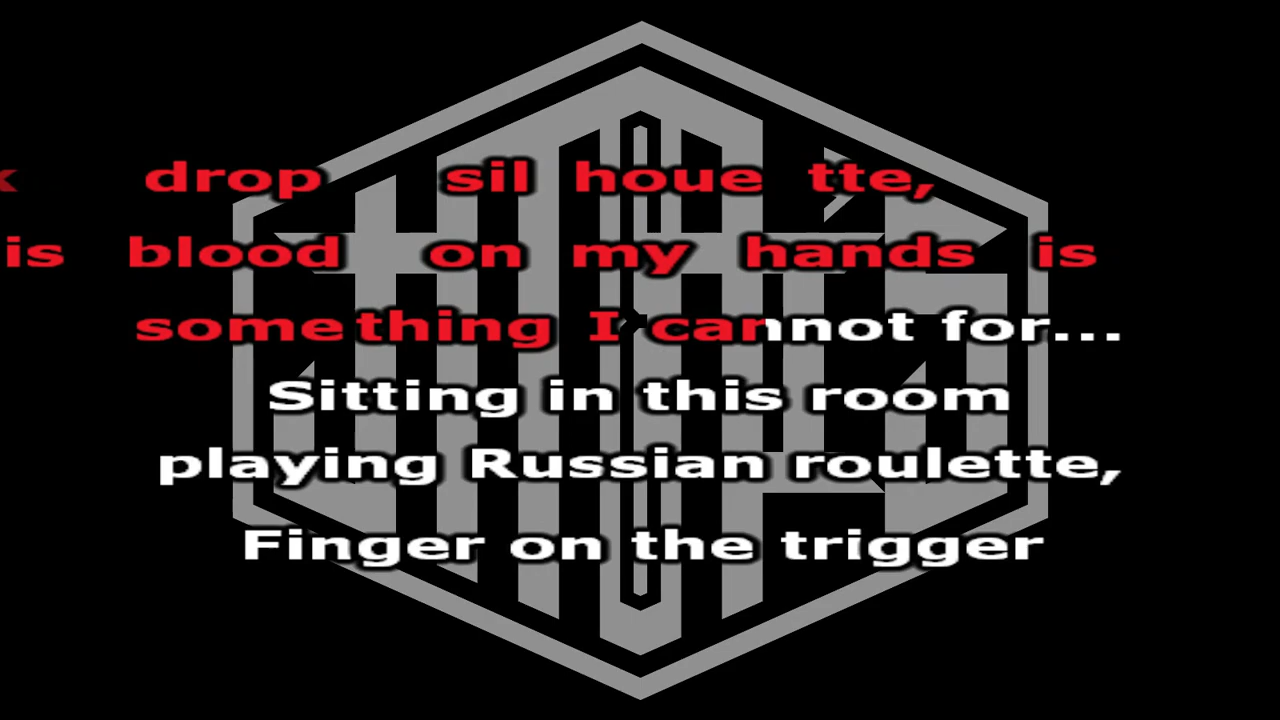 drop sil houe tte,
is blood on my hands is
something I cannot for...
Sitting in this room
playing Russian roulette,
Finger on the trigger